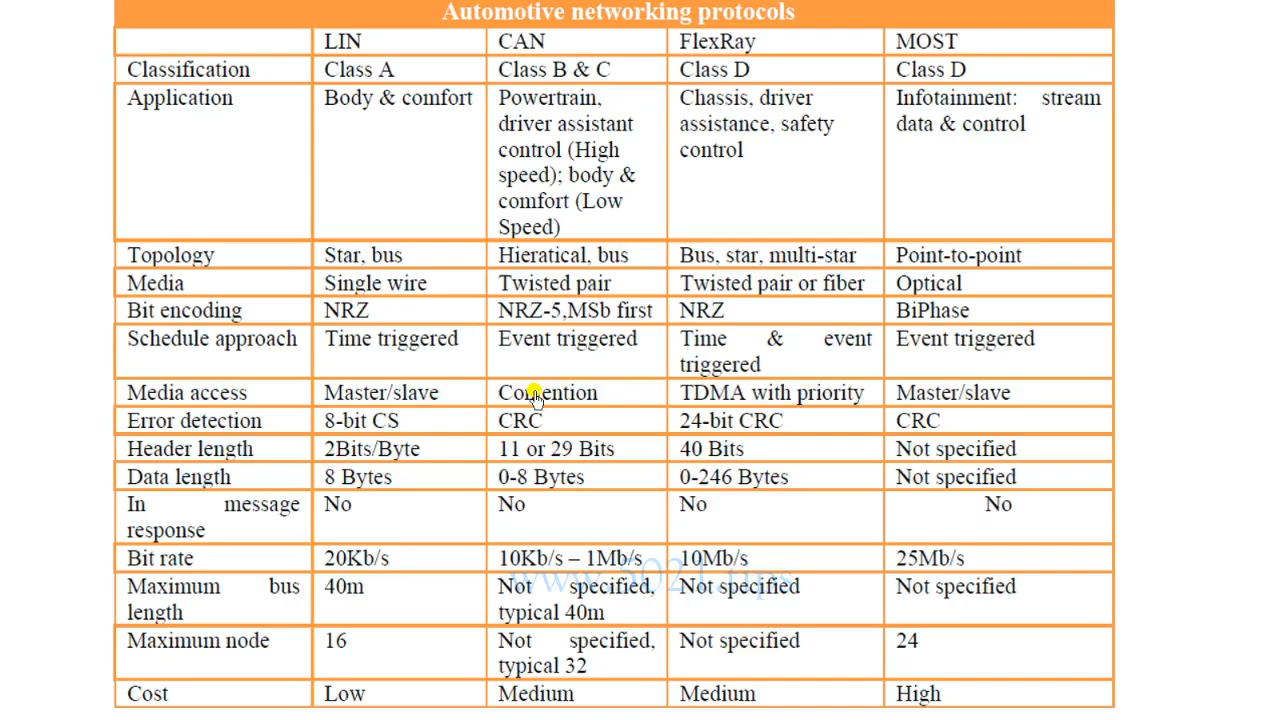 Automotive networking protocols
LIN CAN FlexRay MOST
Classification Class A Class B & C Class D Class D
Application Body & comfort Powertrain, Chassis, driver Infotainment: stream
driver assistant assistance, safety data & control
control (High control
speed); body &
comfort (Low
Speed)
Topology Star, bus Hieratical, bus Bus, star, multi-star Point-to-point
Media Single wire Twisted pair Twisted pair or fiber Optical
Bit encoding NRZ NRZ-5,MSb first NRZ BiPhase
Schedule approach Time triggered Event triggered Time & event Event triggered
triggered
Media access Master/slave TDMA with priority Master/slave
Error detection 8-bit CS CRC 24-bit CRC CRC
Header length 2Bits/Byte 11 or 29 Bits 40 Bits Not specified
Data length 8 Bytes 0-8 Bytes 0-246 Bytes Not specified
In message No No No No
response
Bit rate 20Kb/s 10Kb/s – 1Mb/s 10Mb/s 25Mb/s
Maximum bus 40m Not specified, Not specified Not specified
length typical 40m
Maximum node 16 Not specified, Not specified 24
typical 32
Cost Low Medium Medium High